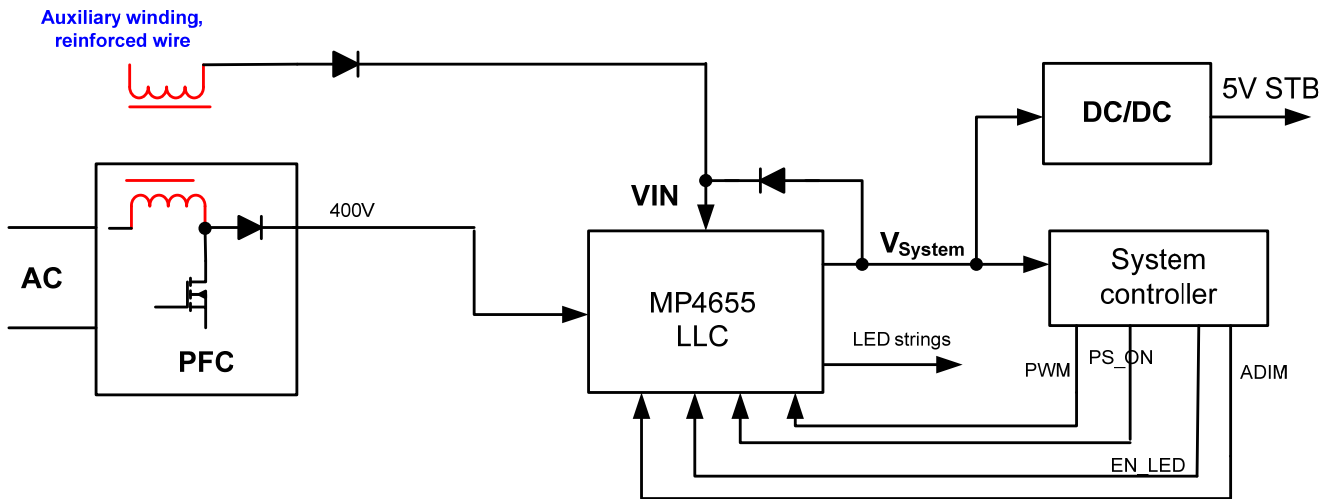 Auxiliary winding,
reinforced wire
DC/DC
5V STB
VIN
400V
VSystem
AC
PFC
MP4655
LLC
System
controller
LED strings
PWM
PS_ON
ADIM
EN_LED